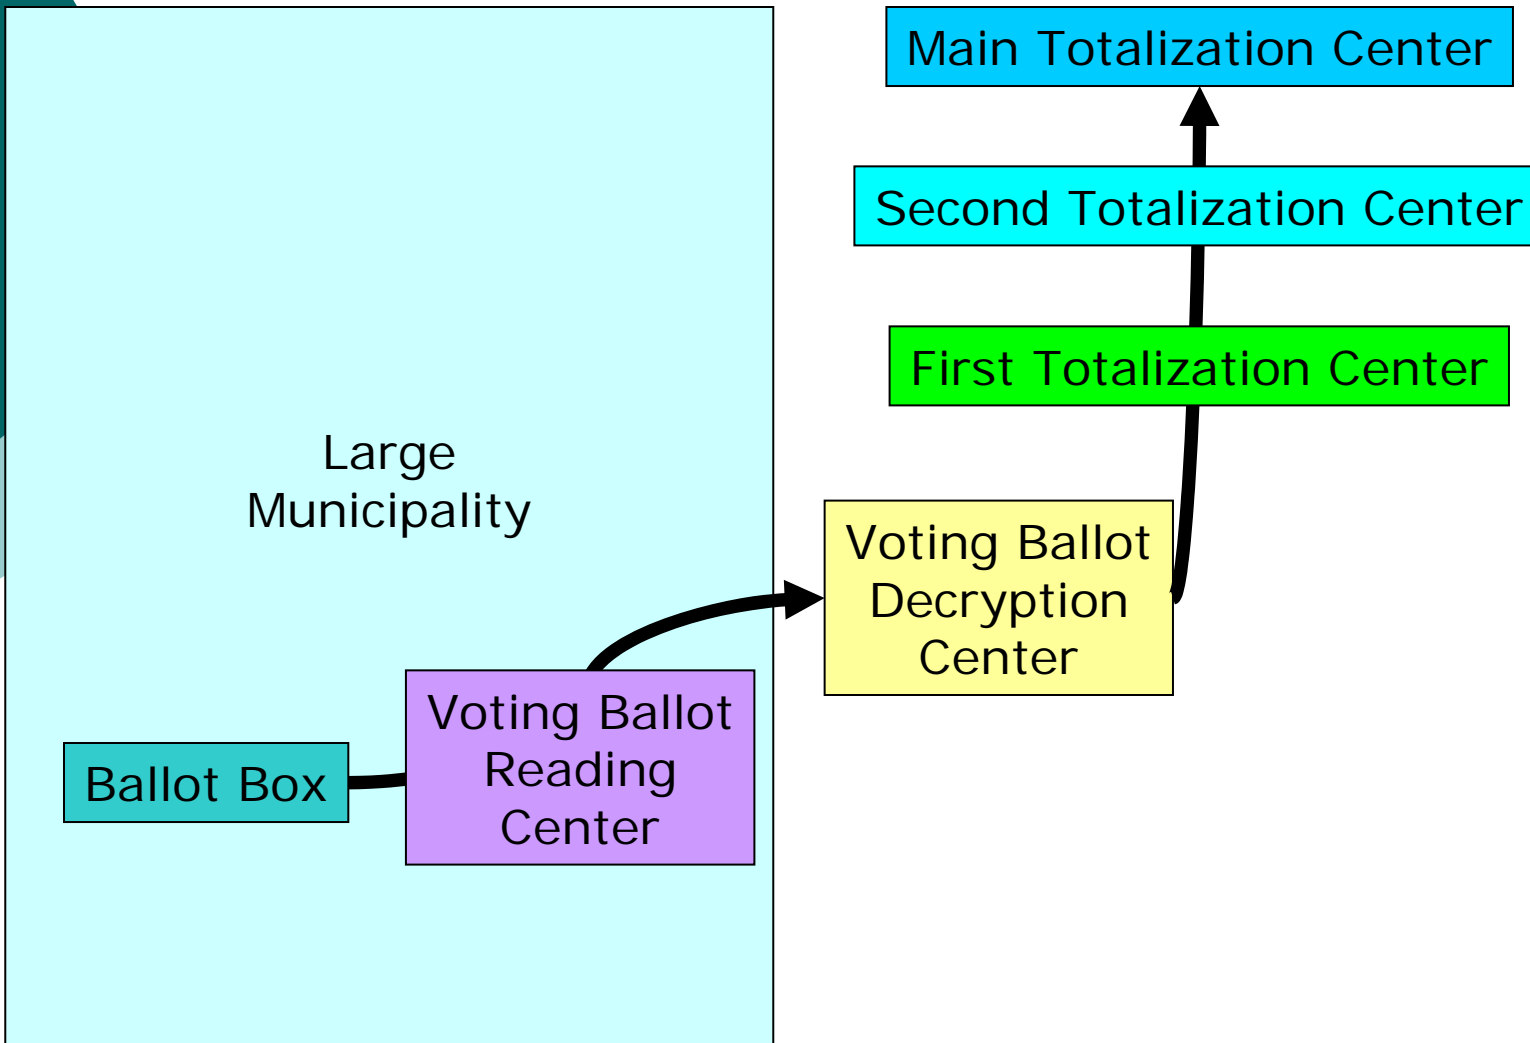 Main Totalization Center
Second Totalization Center
First Totalization Center
Large
Municipality
Voting Ballot
Decryption
Center
Voting Ballot
Reading
Center
Ballot Box